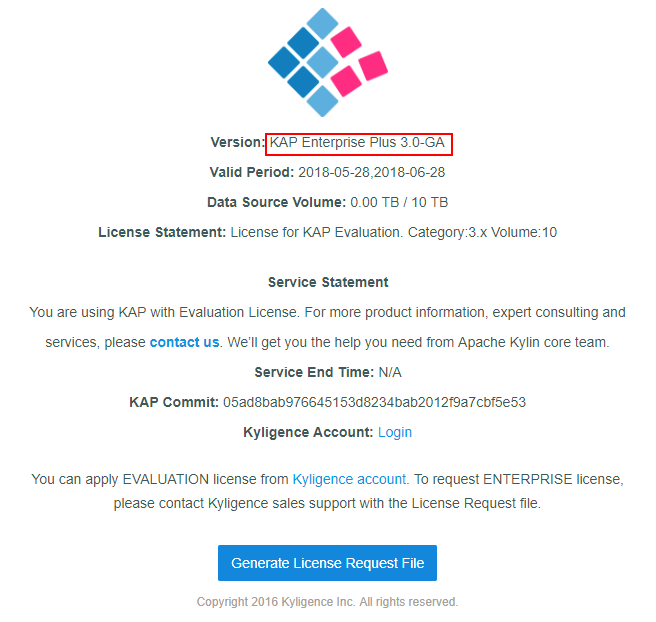 Version: KAP Enterprise Plus 3.0-GA
Valid Period: 2018-05-28,2018-06-28
Data Source Volume: 0.00 TB / 10 TB
License Statement: License for KAP Evaluation. Category:3.x Volume:10
Service Statement
You are using KAP with Evaluation License. For more product information, expert consulting and
services, please contact us. We’ll get you the help you need from Apache Kylin core team.
Service End Time: N/A
KAP Commit: 05ad8bab976645153d8234bab2012f9a7cbf5e53
Kyligence Account: Login
You can apply EVALUATION license from Kyligence account. To request ENTERPRISE license,
please contact Kyligence sales support with the License Request file.
Generate License Request File
Copyright 2016 Kyligence Inc. All rights reserved.